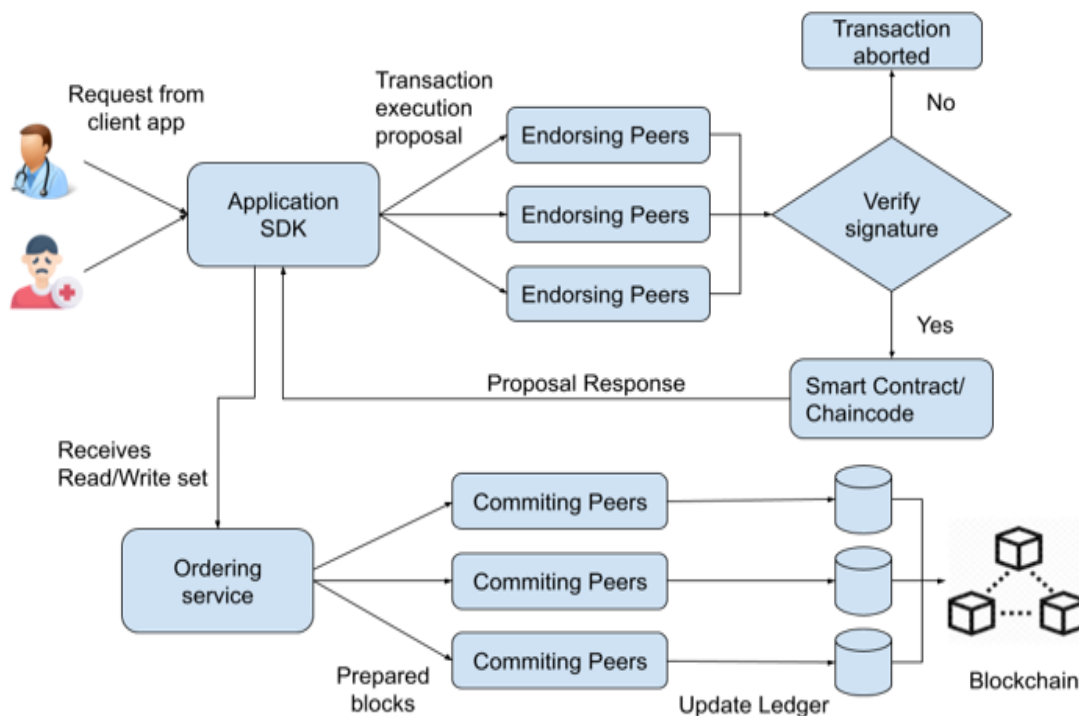 Transaction
aborted
Request from
client app
Transaction
execution
proposal
No
Endorsing Peers
Application
SDK
Endorsing Peers
Verify
signature
Endorsing Peers
Yes
Proposal Response
Smart Contract/
Chaincode
Receives
Read/Write set
Commiting Peers
Ordering
service
Commiting Peers
Commiting Peers
Prepared
blocks
Update Ledger
Blockchain